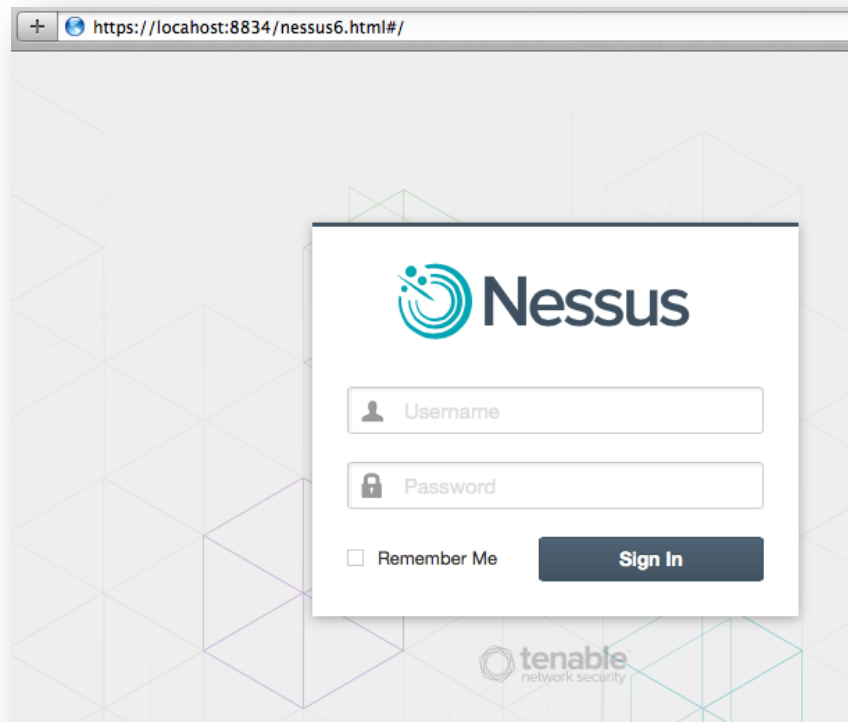 https://locahost:8834/nessus6.html#/
Nessus
Username
Password
Remember Me
Sign In
tenable
network security